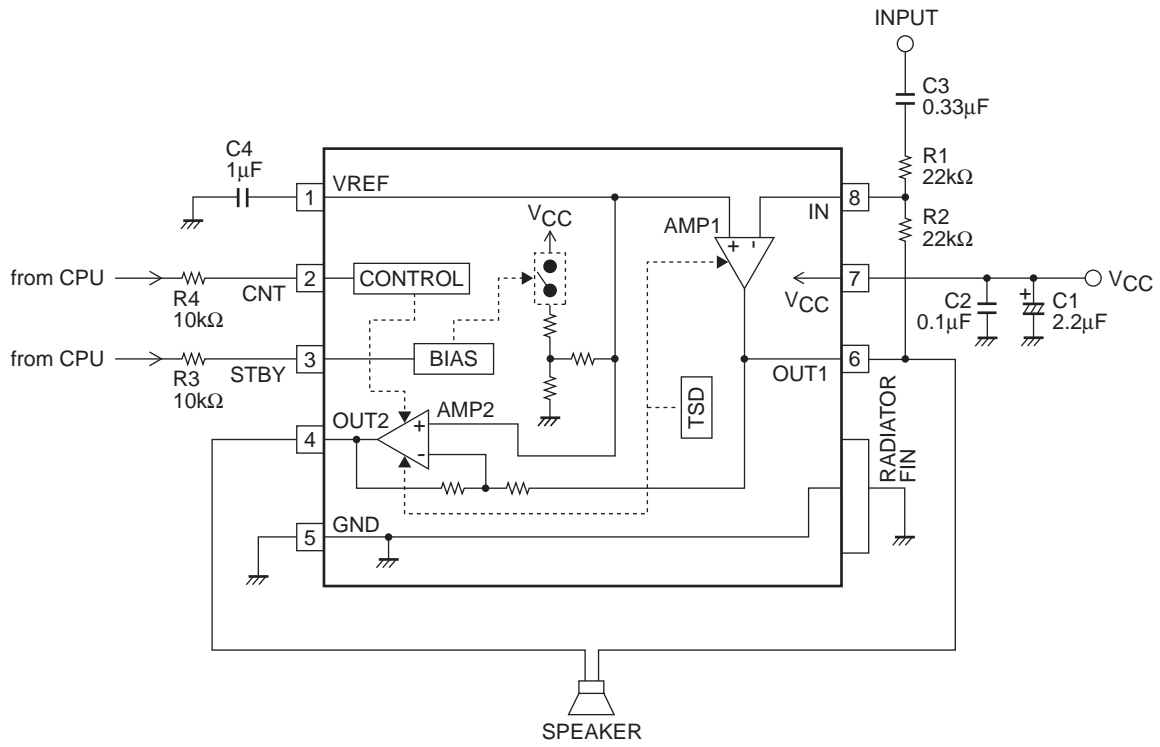 INPUT
C3
0.33µF
R1
22kΩ
R2
22kΩ
C4
1µF
1
VREF
VCC
AMP1
+
-
IN
8
from CPU
R4
10kΩ
CNT
2
CONTROL
VCC
7
C2
0.1µF
+
C1
2.2µF
VCC
from CPU
R3
10kΩ
STBY
3
BIAS
OUT1
6
TSD
RADIATOR
FIN
OUT2
4
AMP2
+
-
GND
5
SPEAKER